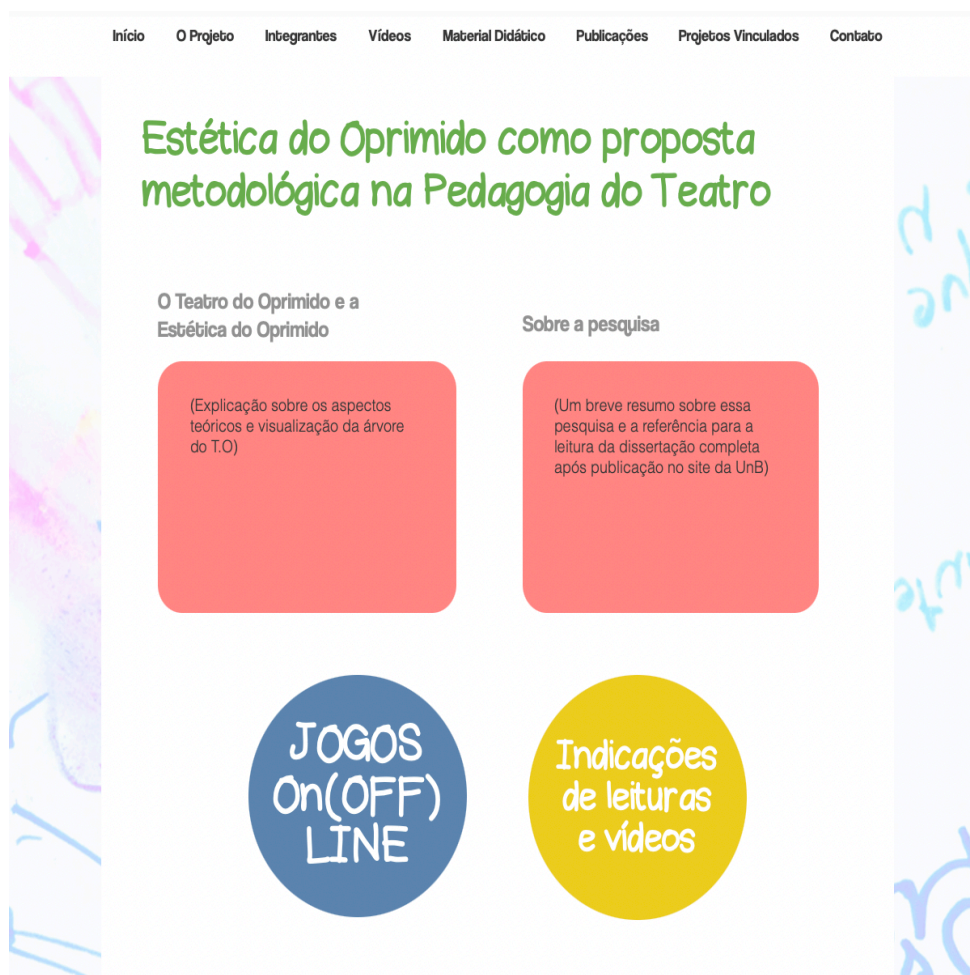 Início O Projeto Integrantes Vídeos Material Didático Publicações Projetos Vinculados Contato
Estética do Oprimido como proposta
metodológica na Pedagogia do Teatro
O Teatro do Oprimido e a
Estética do Oprimido
(Explicação sobre os aspectos
teóricos e visualização da árvore
do T.O)
Sobre a pesquisa
(Um breve resumo sobre essa
pesquisa e a referência para a
leitura da dissertação completa
após publicação no site da UnB)
JOGOS
On(OFF)
LINE
Indicações
de leituras
e vídeos